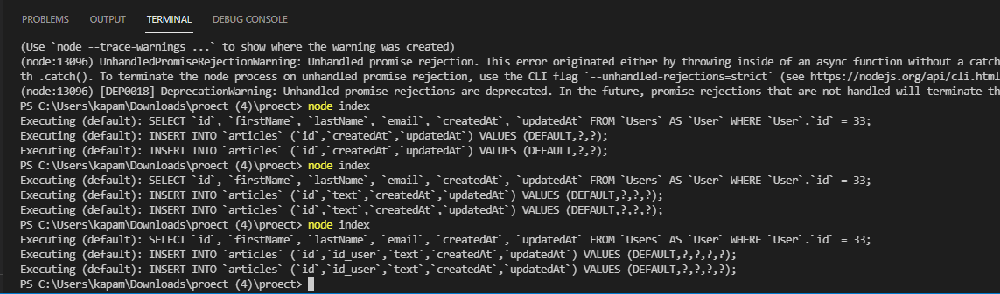 PROBLEMS OUTPUT TERMINAL DEBUG CONSOLE
(Use `node --trace-warnings ...` to show where the warning was created)
(node:13096) UnhandledPromiseRejectionWarning: Unhandled promise rejection. This error originated either by throwing inside of an async function without a catch
th .catch(). To terminate the node process on unhandled promise rejection, use the CLI flag `--unhandled-rejections=strict` (see https://nodejs.org/api/cli.html
(node:13096) [DEP0018] DeprecationWarning: Unhandled promise rejections are deprecated. In the future, promise rejections that are not handled will terminate th
PS C:\Users\kapam\Downloads\proect (4)\proect> node index
Executing (default): SELECT `id`, `firstName`, `lastName`, `email`, `createdAt`, `updatedAt` FROM `Users` AS `User` WHERE `User`.`id` = 33;
Executing (default): INSERT INTO `articles` (`id`,`createdAt`,`updatedAt`) VALUES (DEFAULT,?,?);
Executing (default): INSERT INTO `articles` (`id`,`createdAt`,`updatedAt`) VALUES (DEFAULT,?,?);
PS C:\Users\kapam\Downloads\proect (4)\proect> node index
Executing (default): SELECT `id`, `firstName`, `lastName`, `email`, `createdAt`, `updatedAt` FROM `Users` AS `User` WHERE `User`.`id` = 33;
Executing (default): INSERT INTO `articles` (`id`,`text`,`createdAt`,`updatedAt`) VALUES (DEFAULT,?,?,?);
Executing (default): INSERT INTO `articles` (`id`,`text`,`createdAt`,`updatedAt`) VALUES (DEFAULT,?,?,?);
PS C:\Users\kapam\Downloads\proect (4)\proect> node index
Executing (default): SELECT `id`, `firstName`, `lastName`, `email`, `createdAt`, `updatedAt` FROM `Users` AS `User` WHERE `User`.`id` = 33;
Executing (default): INSERT INTO `articles` (`id`,`id_user`,`text`,`createdAt`,`updatedAt`) VALUES (DEFAULT,?,?,?,?);
Executing (default): INSERT INTO `articles` (`id`,`id_user`,`text`,`createdAt`,`updatedAt`) VALUES (DEFAULT,?,?,?,?);
PS C:\Users\kapam\Downloads\proect (4)\proect>